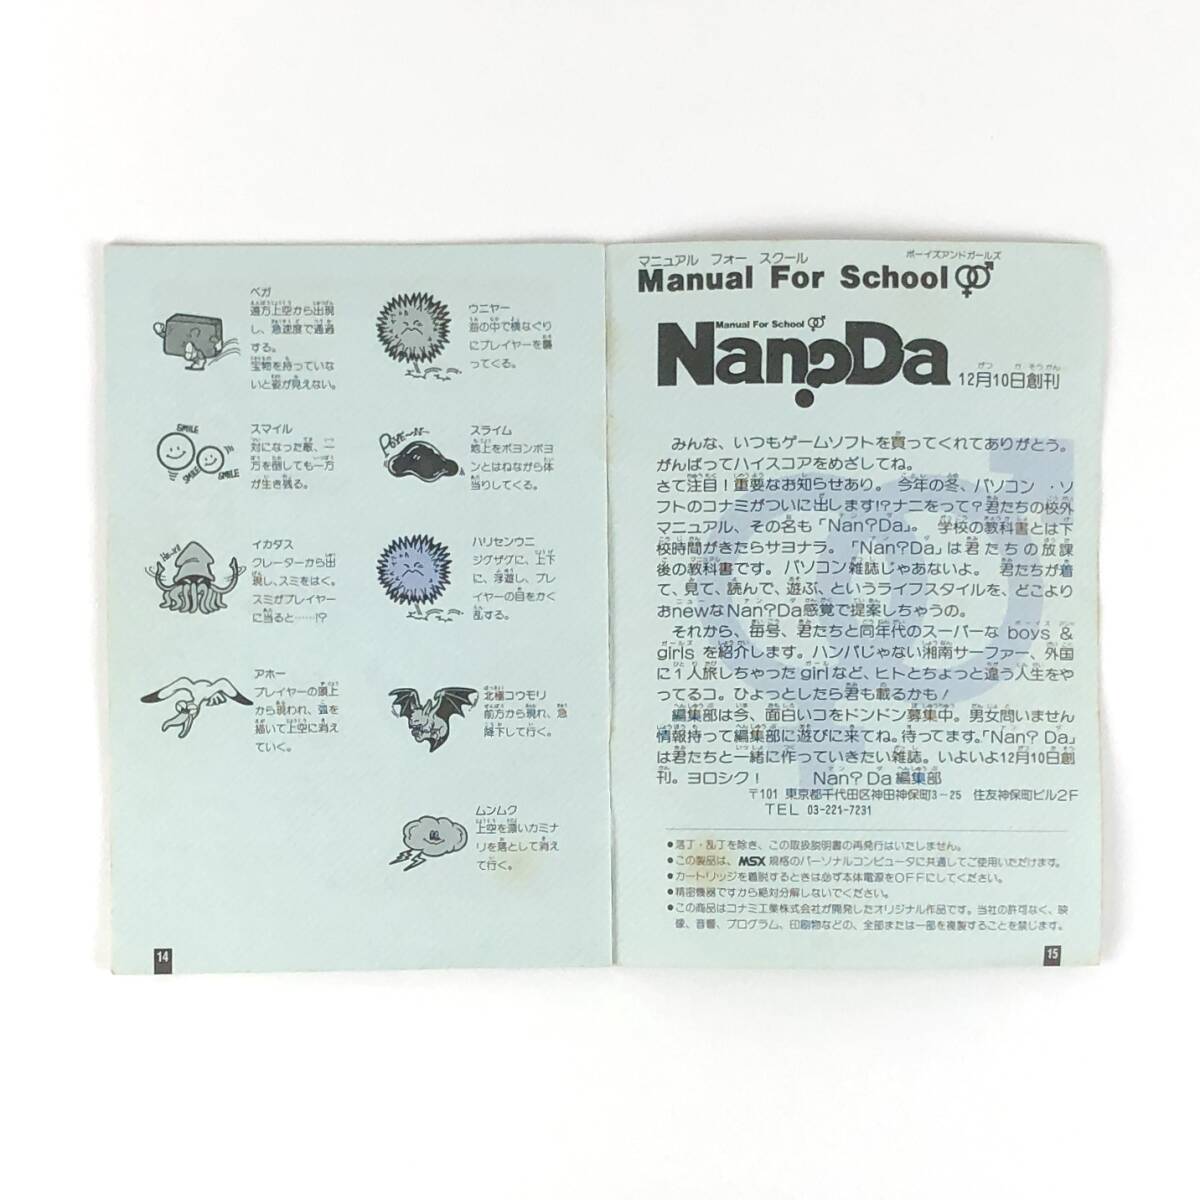 ベガ
遠方上空から出現
し、急速度で通過
する。
宝物を持っていな
いと姿が見えない。
SMILE
SMILE
SMILE
スマイル
対になった敵、一
方を倒しても一方
が生き残る。
イカダス
クレーターから出
現し、スミをはく。
スミがプレイヤー
に当ると……!?
アホー
プレイヤーの頭上
から現われ、弧を
描いて上空に消え
ていく。
ウニヤー
海の中で横なぐり
にプレイヤーを襲
ってくる。
POYE~~N~
スライム
地上をボヨンボヨ
ンとはねながら体
当りしてくる。
ハリセンウニ
ジグザグに、上下
に、浮遊し、プレ
イヤーの目をかく
乱する。
北極コウモリ
前方から現れ、急
降下して行く。
ムンムク
上空を漂いカミナ
リを落として消え
て行く。
14
マニュアル フォー スクール ボーイズアンドガールズ
Manual For School
Manual For School
Nan?Da
12月10日創刊
みんな、いつもゲームソフトを買ってくれてありがとう。
がんばってハイスコアをめざしてね。
さて注目！重要なお知らせあり。今年の冬、パソコン・ソ
フトのコナミがついに出します!?ナニをって？君たちの校外
マニュアル、その名も「Nan?Da」。学校の教科書とは下
校時間がきたらサヨナラ。「Nan?Da」は君たちの放課
後の教科書です。パソコン雑誌じゃあないよ。君たちが着
て、見て、読んで、遊ぶ、というライフスタイルを、どこより
おnewなNan?Da感覚で提案しちゃうの。
それから、毎号、君たちと同年代のスーパーな boys &
girls を紹介します。ハンパじゃない湘南サーファー、外国
に1人旅しちゃったgirlなど、ヒトとちょっと違う人生をや
ってるコ。ひょっとしたら君も載るかも！
編集部は今、面白いコをドンドン募集中。男女問いません
情報持って編集部に遊びに来てね。待ってます。「Nan? Da」
は君たちと一緒に作っていきたい雑誌。いよいよ12月10日創
刊。ヨロシク！ Nan? Da編集部
〒101 東京都千代田区神田神保町3-25 住友神保町ビル2F
TEL 03-221-7231
●落丁・乱丁を除き、この取扱説明書の再発行はいたしません。
●この製品は、MSX 規格のパーソナルコンピュータに共通してご使用いただけます。
●カートリッジを着脱するときは必ず本体電源をOFFにしてください。
●精密機器ですから絶対分解しないでください。
●この商品はコナミ工業株式会社が開発したオリジナル作品です。当社の許可なく、映
像、音響、プログラム、印刷物などの、全部または一部を複製することを禁じます。
15